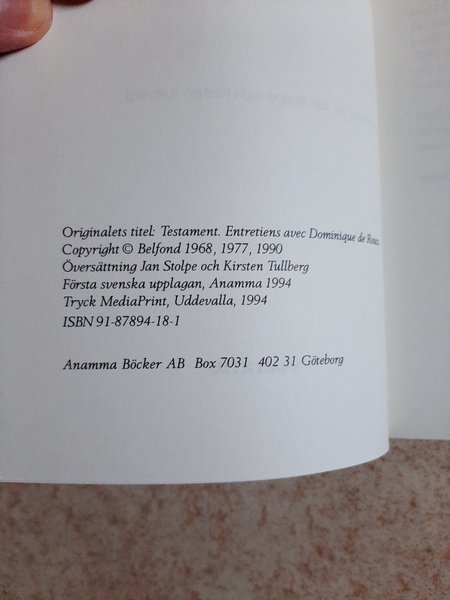 Originalets titel: Testament. Entretiens avec Dominique de Roux.
Copyright © Belfond 1968, 1977, 1990
Översättning Jan Stolpe och Kirsten Tullberg
Första svenska upplagan, Anamma 1994
Tryck MediaPrint, Uddevalla, 1994
ISBN 91-87894-18-1
Anamma Böcker AB Box 7031 402 31 Göteborg